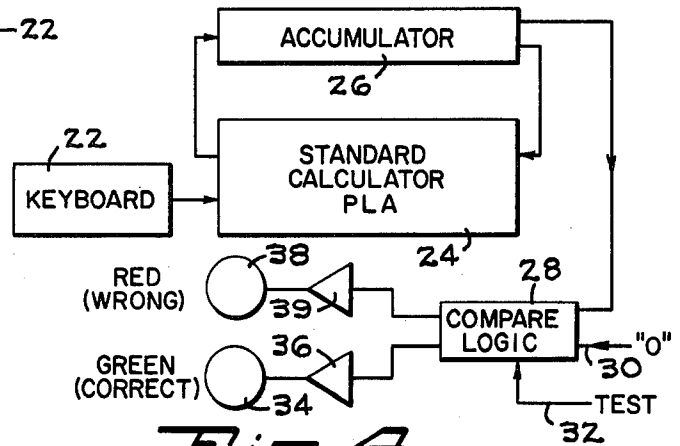 22
ACCUMULATOR
26
22
KEYBOARD
STANDARD
CALCULATOR
PLA
24
38
RED
(WRONG)
39
28
COMPARE
LOGIC
"0"
30
36
GREEN
(CORRECT)
34
TEST
32